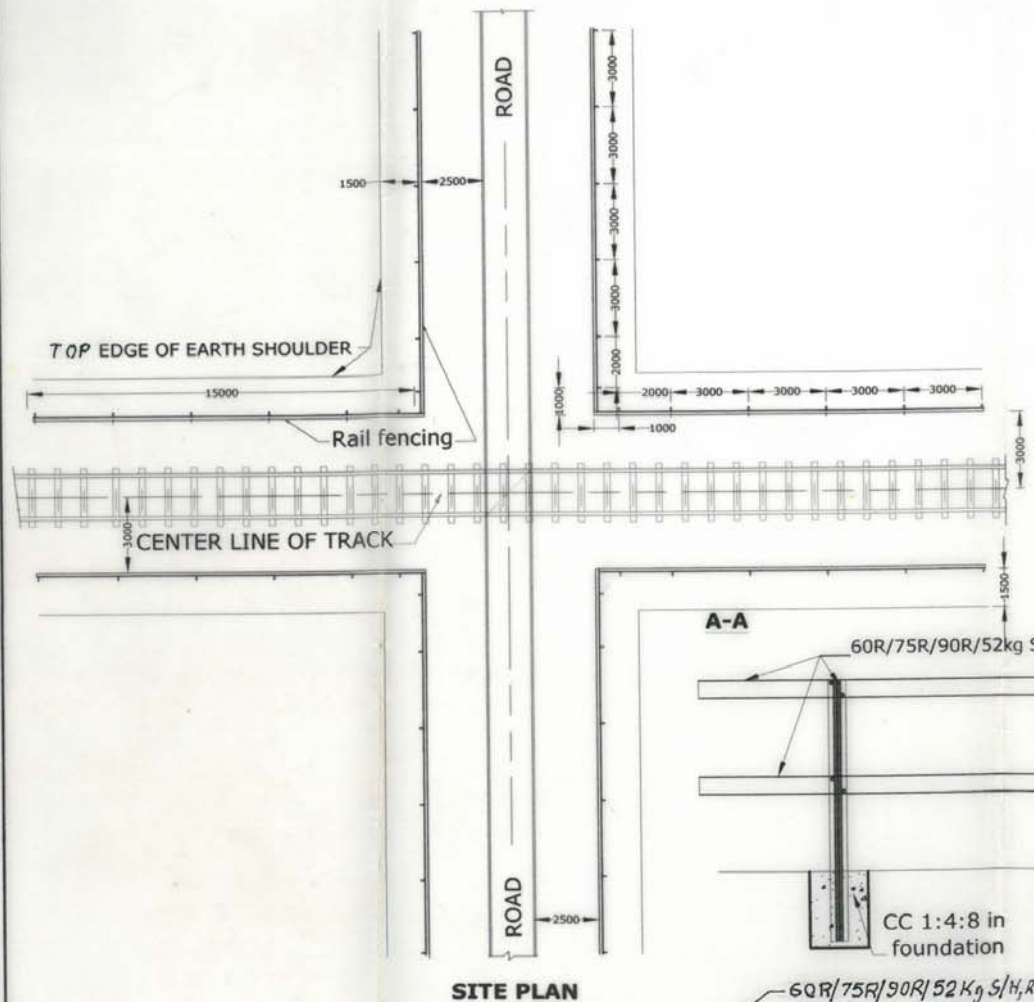 ROAD
3000
3000
3000
3000
2000
1500
2500
TOP EDGE OF EARTH SHOULDER
15000
1000
2000 3000 3000 3000 3000
1000
Rail fencing
3000
3000
CENTER LINE OF TRACK
1500
A-A
60R/75R/90R/52kg S
ROAD
2500
CC 1:4:8 in
foundation
SITE PLAN
60R/75R/90R/52 Kg S/H.R